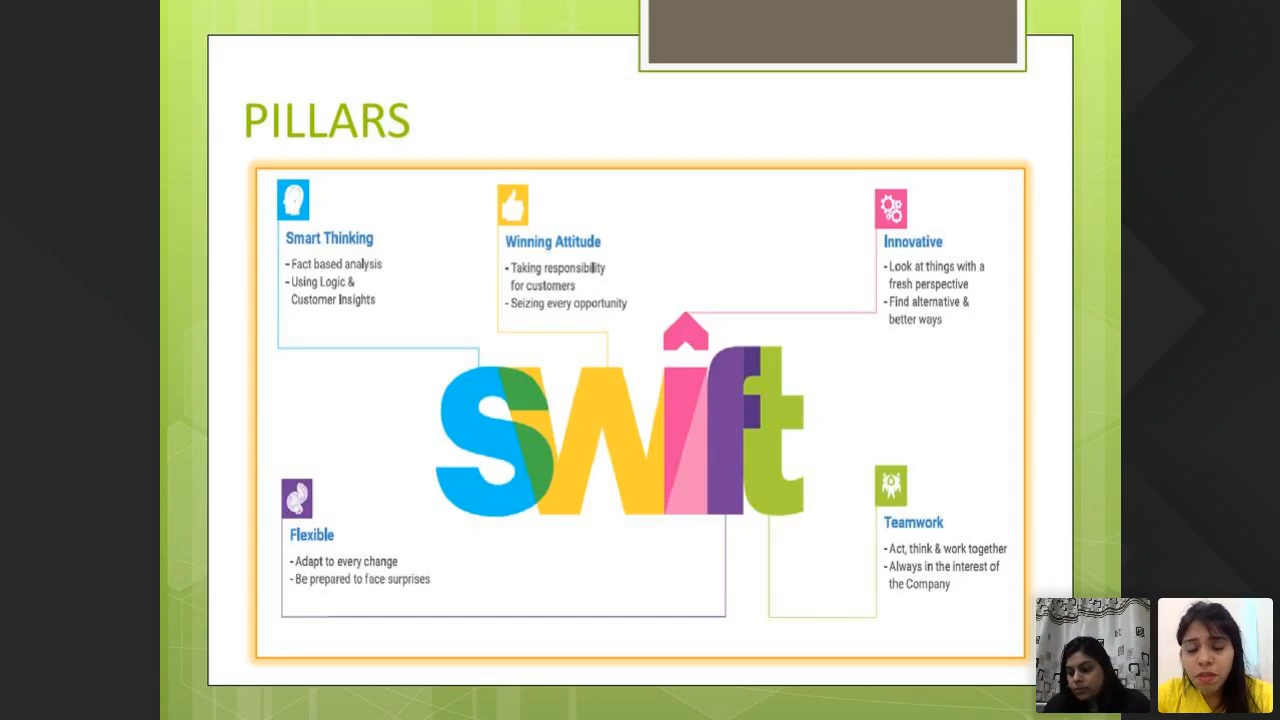 PILLARS
Smart Thinking
- Fact based analysis
- Using Logic &
Customer Insights
Winning Attitude
- Taking responsibility
for customers
- Seizing every opportunity
Innovative
- Look at things with a
fresh perspective
- Find alternative &
better ways
swift
Flexible
- Adapt to every change
- Be prepared to face surprises
Teamwork
- Act, think & work together
- Always in the interest of
the Company